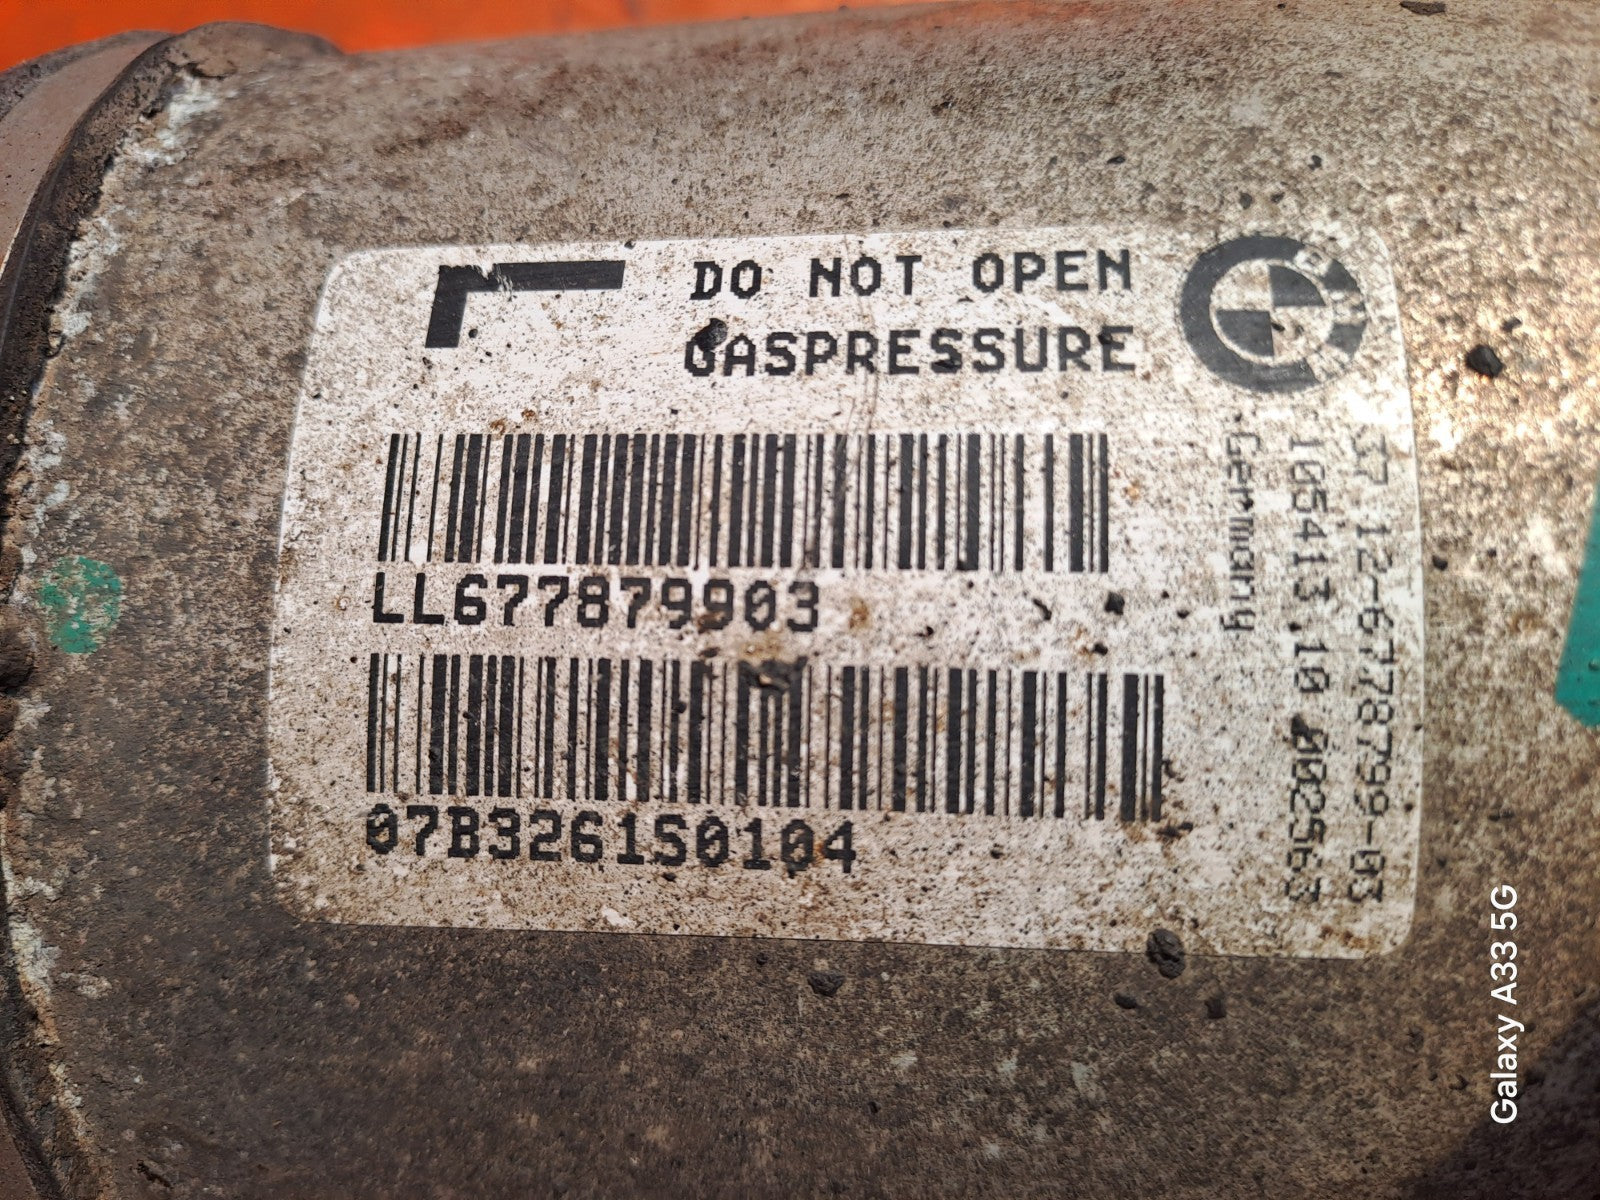 DO NOT OPEN
GASPRESSURE
LL677879903
07B3261S0104
37 12-6778799-03
105413.10 002563
Germany
Galaxy A33 5G